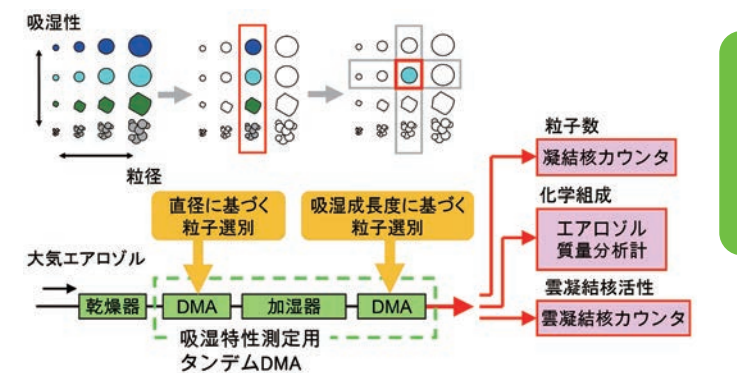 吸湿性
粒径
粒子数
凝結核カウンタ
直径に基づく
粒子選別
吸湿成長度に基づく
粒子選別
化学組成
エアロゾル
質量分析計
大気エアロゾル
雲凝結核活性
乾燥器
DMA
加湿器
DMA
雲凝結核カウンタ
吸湿特性測定用
タンデムDMA